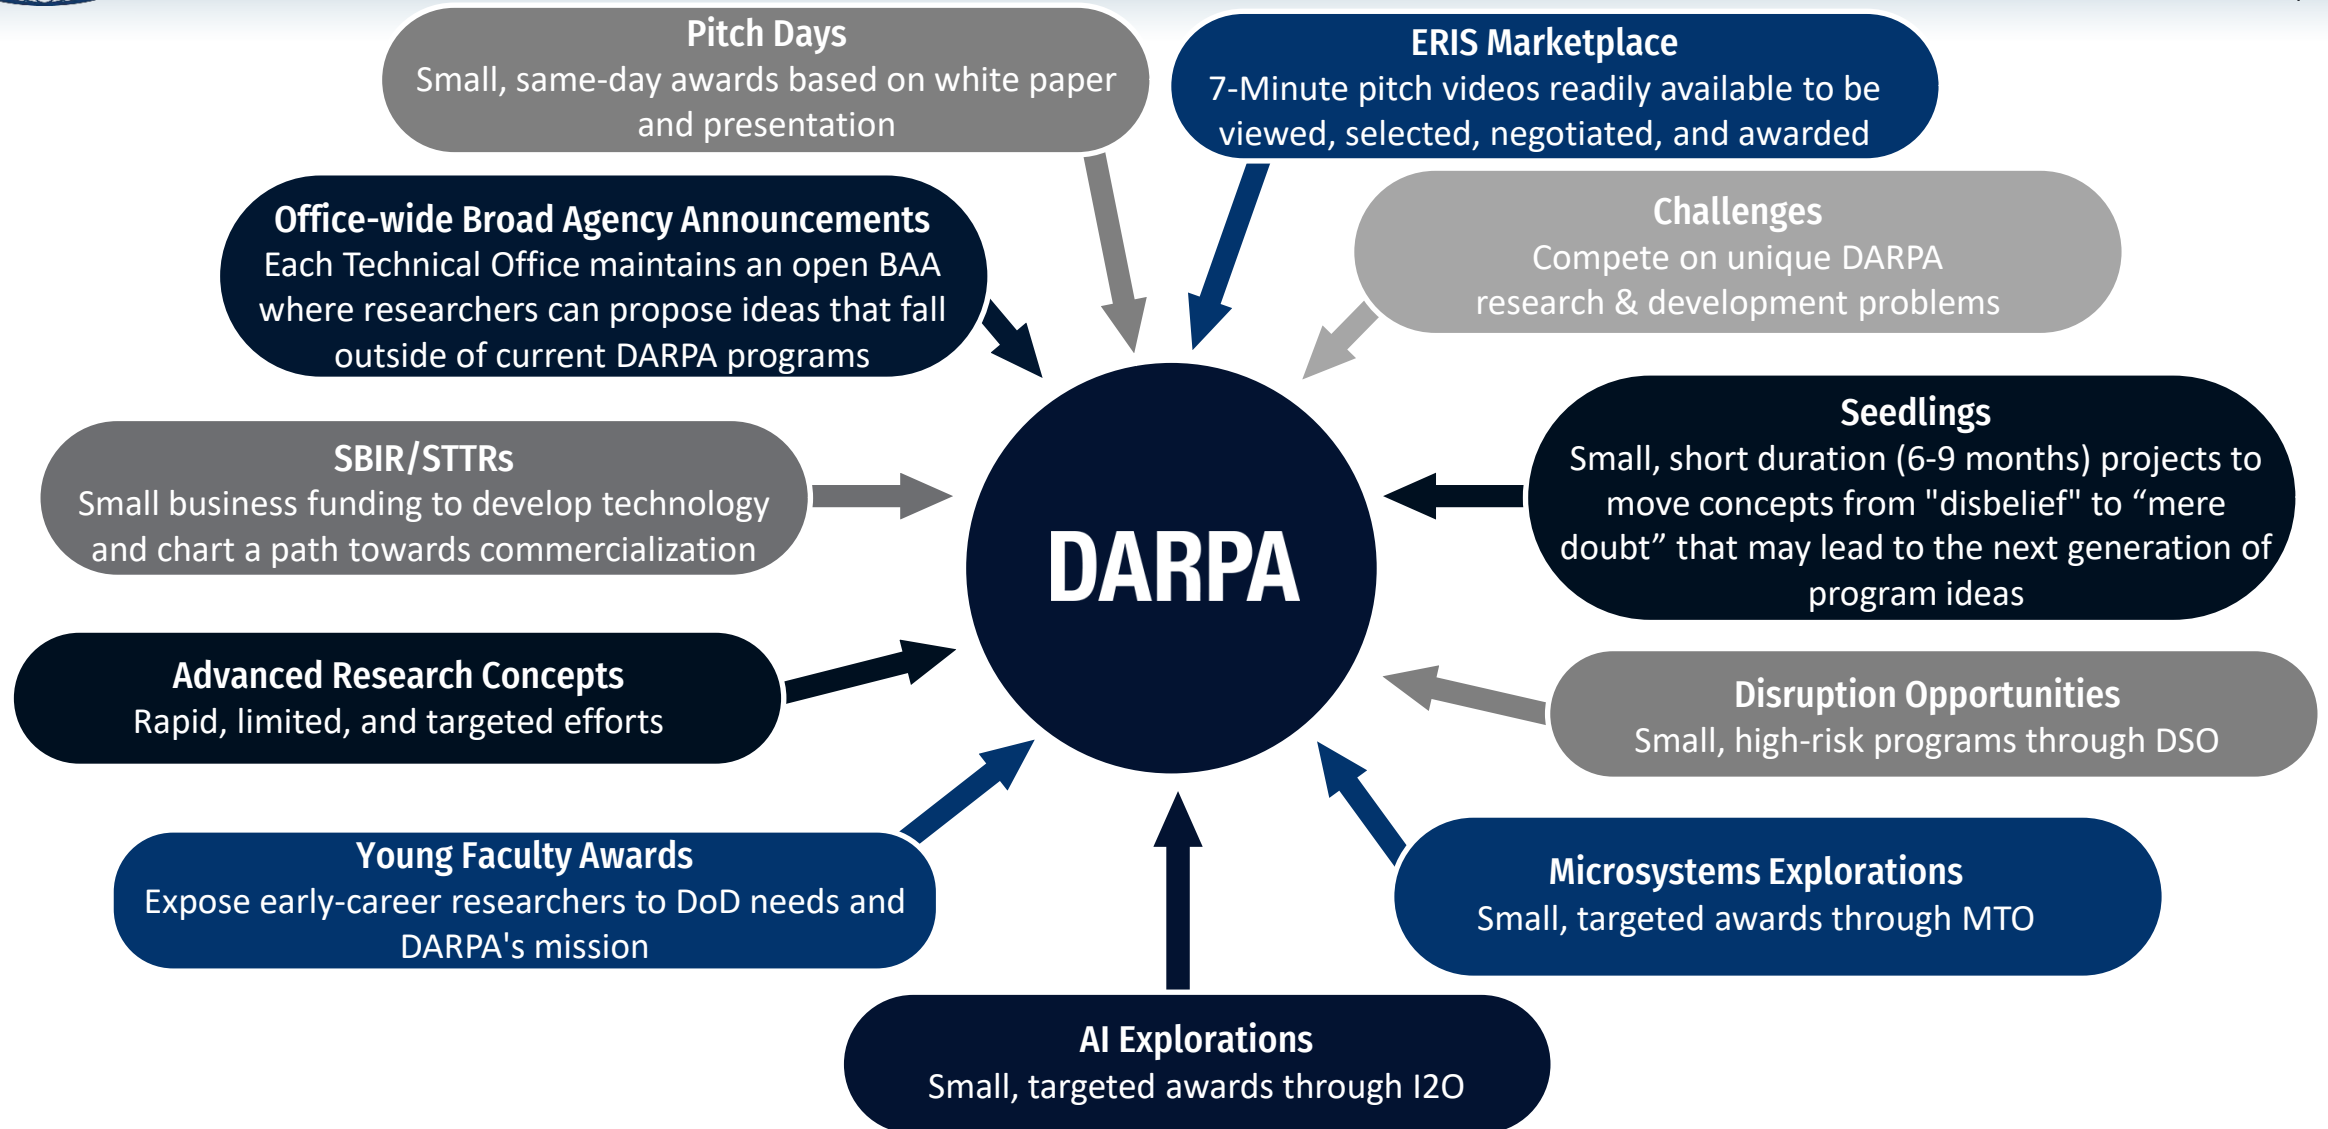 Pitch Days
Small, same-day awards based on white paper
and presentation
ERIS Marketplace
7-Minute pitch videos readily available to be
viewed, selected, negotiated, and awarded
Office-wide Broad Agency Announcements
Each Technical Office maintains an open BAA
where researchers can propose ideas that fall
outside of current DARPA programs
Challenges
Compete on unique DARPA
research & development problems
SBIR/STTRs
Small business funding to develop technology
and chart a path towards commercialization
Seedlings
Small, short duration (6-9 months) projects to
move concepts from "disbelief" to “mere
doubt” that may lead to the next generation of
program ideas
DARPA
Advanced Research Concepts
Rapid, limited, and targeted efforts
Disruption Opportunities
Small, high-risk programs through DSO
Young Faculty Awards
Expose early-career researchers to DoD needs and
DARPA's mission
Microsystems Explorations
Small, targeted awards through MTO
AI Explorations
Small, targeted awards through I2O